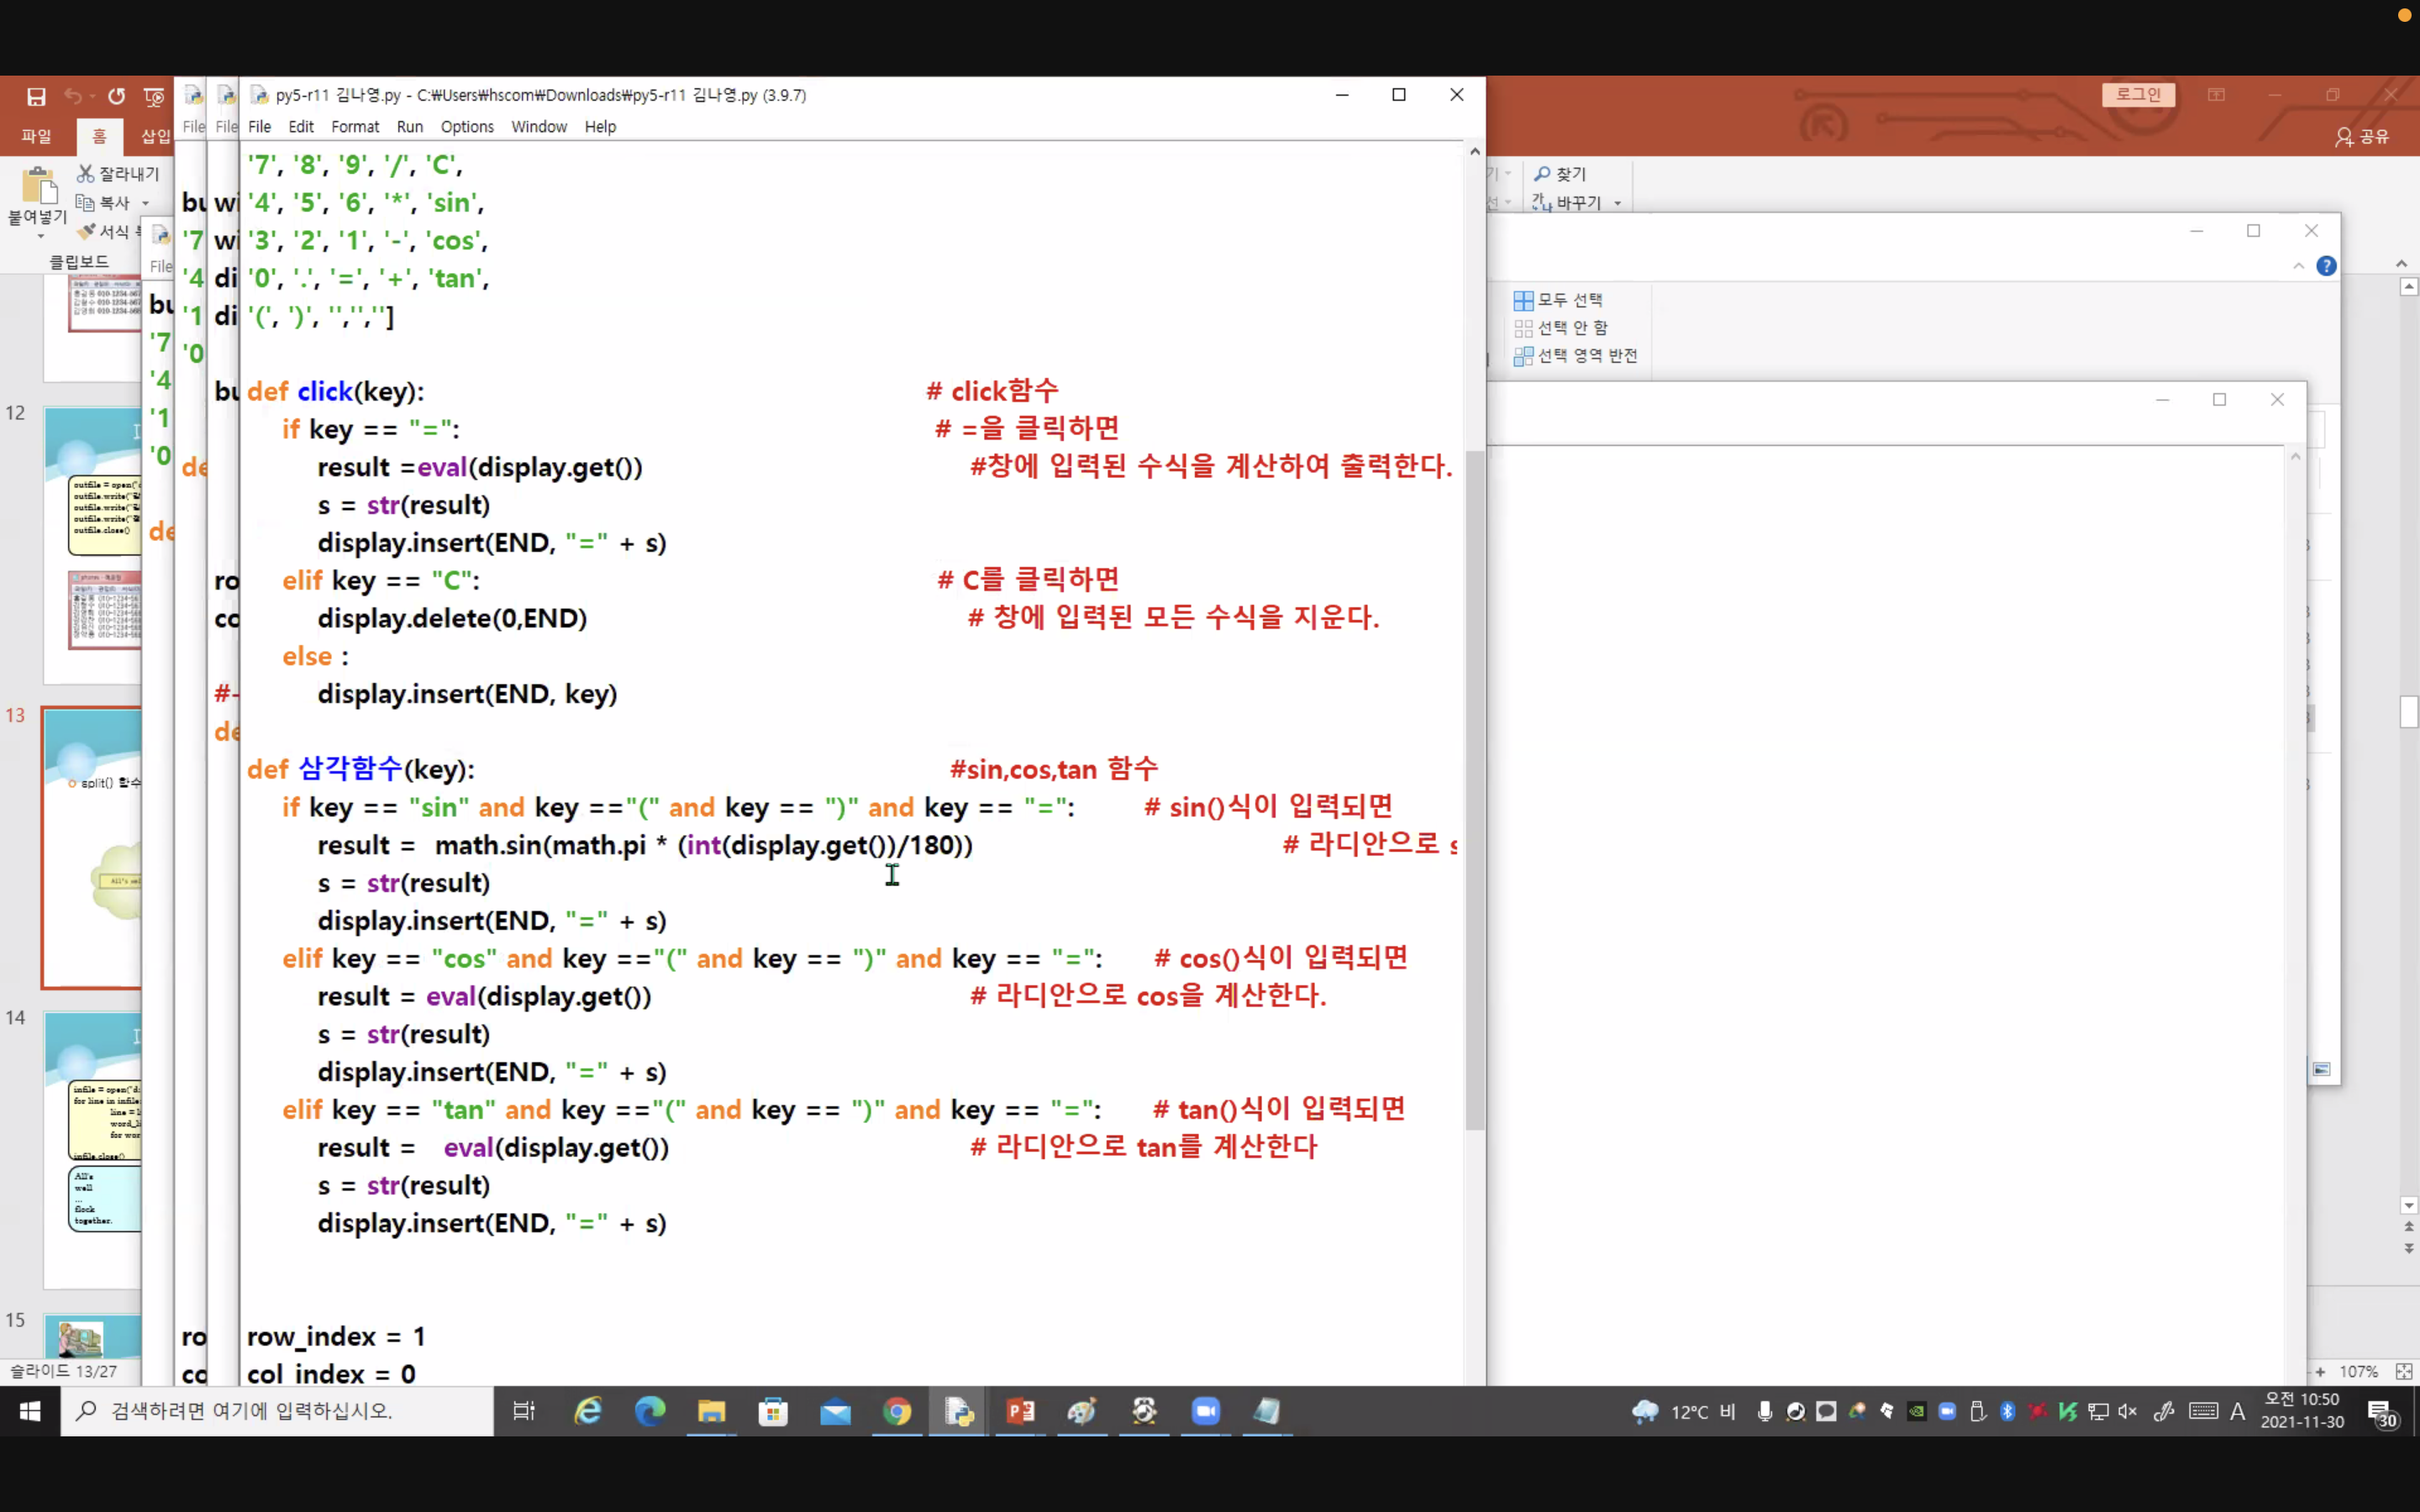 py5-r11 김나영.py - C:₩Users₩hscom₩Downloads₩py5-r11 김나영.py (3.9.7)
로그인
파일
홈
삽입
File
File
File Edit Format Run Options Window Help
공유
붙여넣기
잘라내기
복사
서식
클립보드
찾기
바꾸기
모두 선택
선택 안 함
선택 영역 반전
File
'7', '8', '9', '/', 'C',
'4', '5', '6', '*', 'sin',
'3', '2', '1', '-', 'cos',
'0', '.', '=', '+', 'tan',
'(', ')', '','','']
def click(key): # click함수
if key == "=": # =을 클릭하면
result =eval(display.get()) #창에 입력된 수식을 계산하여 출력한다.
s = str(result)
display.insert(END, "=" + s)
elif key == "C": # C를 클릭하면
display.delete(0,END) # 창에 입력된 모든 수식을 지운다.
else :
display.insert(END, key)
def 삼각함수(key): #sin,cos,tan 함수
if key == "sin" and key =="(" and key == ")" and key == "=": # sin()식이 입력되면
result = math.sin(math.pi * (int(display.get())/180)) # 라디안으로 s
s = str(result)
display.insert(END, "=" + s)
elif key == "cos" and key =="(" and key == ")" and key == "=": # cos()식이 입력되면
result = eval(display.get()) # 라디안으로 cos을 계산한다.
s = str(result)
display.insert(END, "=" + s)
elif key == "tan" and key =="(" and key == ")" and key == "=": # tan()식이 입력되면
result = eval(display.get()) # 라디안으로 tan를 계산한다
s = str(result)
display.insert(END, "=" + s)
row_index = 1
col_index = 0
12
13
split() 함수
14
15
슬라이드 13/27
107%
검색하려면 여기에 입력하십시오.
12°C 비
A
오전 10:50
2021-11-30
30